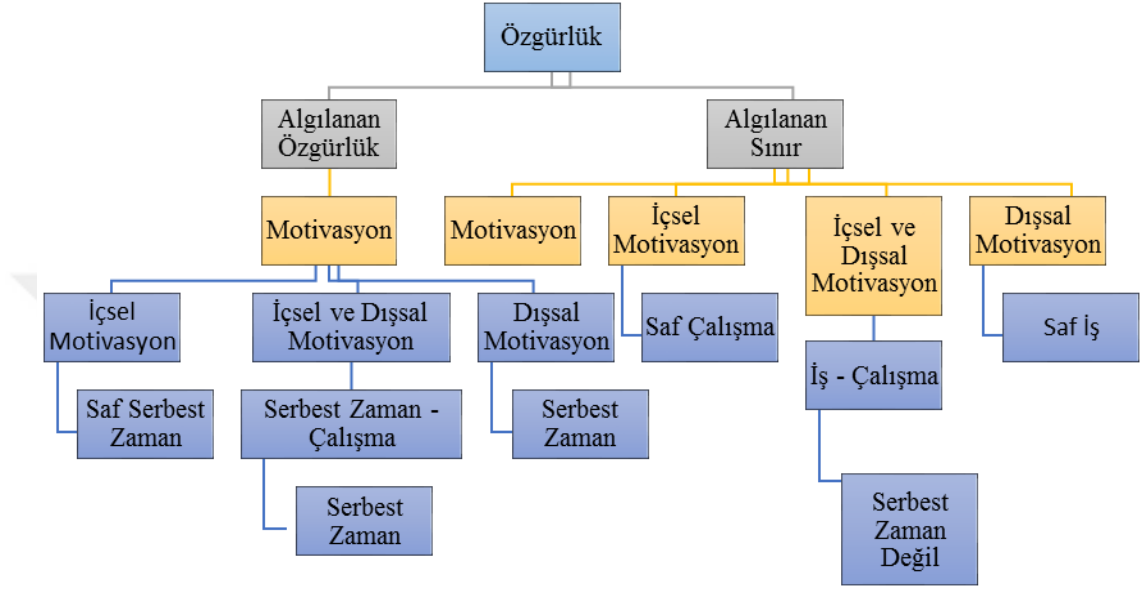 Özgürlük
Algılanan
Özgürlük
Algılanan
Sınır
Motivasyon
Motivasyon
İçsel
Motivasyon
İçsel ve
Dışsal
Motivasyon
Dışsal
Motivasyon
İçsel
Motivasyon
İçsel ve Dışsal
Motivasyon
Dışsal
Motivasyon
Saf Çalışma
İş - Çalışma
Saf İş
Saf Serbest
Zaman
Serbest Zaman -
Çalışma
Serbest
Zaman
Serbest
Zaman
Serbest
Zaman
Değil